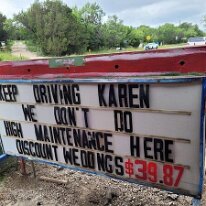 KEEP DRIVING KAREN
WE DON'T DO
HIGH MAINTENANCE HERE
DISCOUNT WEDDINGS $39.87